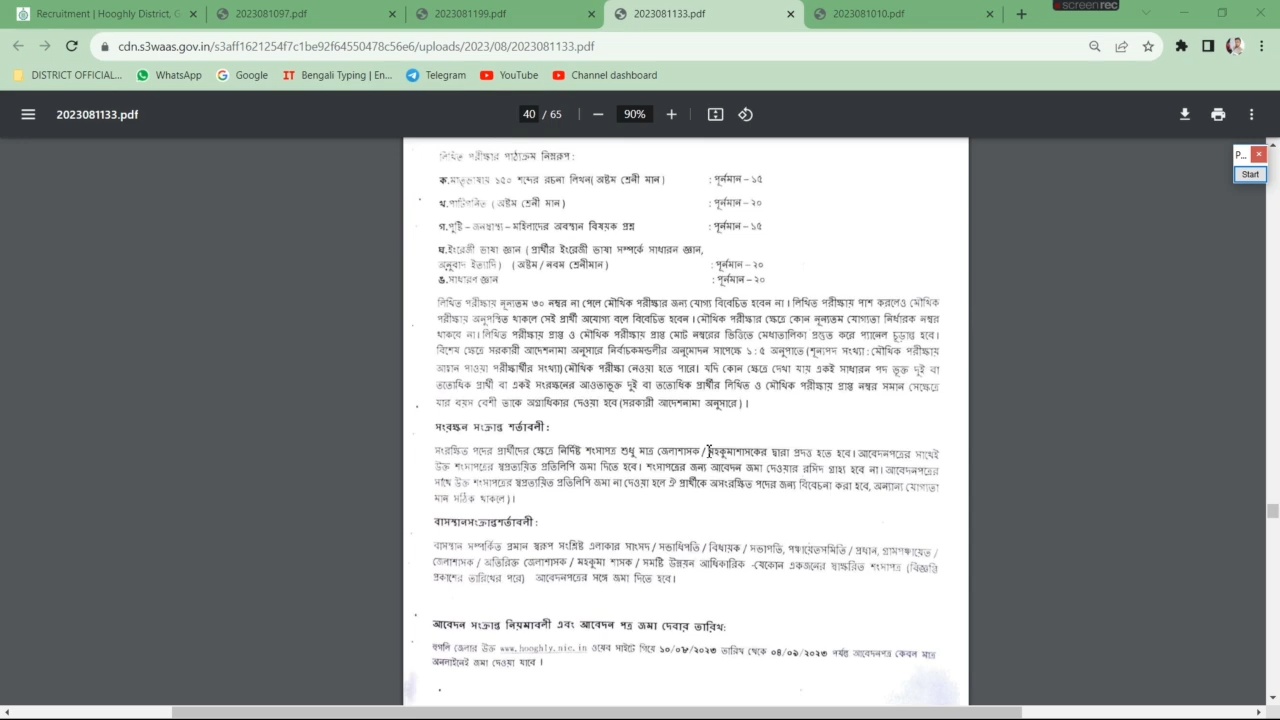 Recruitment | Hooghly District, G
2023081097.pdf
2023081199.pdf
2023081133.pdf
2023081010.pdf
screenrec
cdn.s3waas.gov.in/s3aff1621254f7c1be92f64550478c56e6/uploads/2023/08/2023081133.pdf
DISTRICT OFFICIAL... WhatsApp Google Bengali Typing | En... Telegram YouTube Channel dashboard
2023081133.pdf 40 / 65 90%
P...
Start
লিখিত পরীক্ষার পাঠ্যক্রম নিম্নরূপ:
ক.মাতৃভাষায় ১৫০ শব্দের রচনা লিখন( অষ্টম শ্রেনী মান ) : পূর্নমান – ১৫
খ.পাটিগনিত ( অষ্টম শ্রেনী মান ) : পূর্নমান – ২০
গ.পুষ্টি – জনস্বাস্থ্য – মহিলাদের অবস্থান বিষয়ক প্রশ্ন : পূর্নমান – ১৫
ঘ.ইংরেজী ভাষা জ্ঞান ( প্রার্থীর ইংরেজী ভাষা সম্পর্কে সাধারন জ্ঞান,
অনুবাদ ইত্যাদি ) ( অষ্টম / নবম শ্রেনীমান ) : পূর্নমান – ২০
ঙ.সাধারন জ্ঞান : পূর্নমান – ২০
লিখিত পরীক্ষায় নূন্যতম ৩০ নম্বর না পেলে মৌখিক পরীক্ষার জন্য যোগ্য বিবেচিত হবেন না । লিখিত পরীক্ষায় পাশ করলেও মৌখিক
পরীক্ষায় অনুপস্থিত থাকলে সেই প্রার্থী অযোগ্য বলে বিবেচিত হবেন । মৌখিক পরীক্ষার ক্ষেত্রে কোন নূন্যতম যোগ্যতা নির্ধারক নম্বর
থাকবে না। লিখিত পরীক্ষায় প্রাপ্ত ও মৌখিক পরীক্ষায় প্রাপ্ত মোট নম্বরের ভিত্তিতে মেধাতালিকা প্রস্তুত করে প্যানেল চূড়ান্ত হবে।
বিশেষ ক্ষেত্রে সরকারী আদেশনামা অনুসারে নির্বাচকমন্ডলীর অনুমোদন সাপেক্ষে ১ : ৫ অনুপাতে (শূন্যপদ সংখ্যা : মৌখিক পরীক্ষায়
আহ্বান পাওয়া পরীক্ষার্থীর সংখ্যা) মৌখিক পরীক্ষা নেওয়া হতে পারে। যদি কোন ক্ষেত্রে দেখা যায় একই সাধারন পদ ভুক্ত দুই বা
ততোধিক প্রার্থী বা একই সংরক্ষনের আওতাভুক্ত দুই বা ততোধিক প্রার্থীর লিখিত ও মৌখিক পরীক্ষায় প্রাপ্ত নম্বর সমান সেক্ষেত্রে
যার বয়স বেশী তাকে অগ্রাধিকার দেওয়া হবে (সরকারী আদেশনামা অনুসারে ) ।
সংরক্ষন সংক্রান্ত শর্তাবলী :
সংরক্ষিত পদের প্রার্থীদের ক্ষেত্রে নির্দিষ্ট শংসাপত্র শুধু মাত্র জেলাশাসক / মহকুমাশাসকের দ্বারা প্রদত্ত হতে হবে। আবেদনপত্রের সাথেই
উক্ত শংসাপত্রের স্বপ্রত্যয়িত প্রতিলিপি জমা দিতে হবে। শংসাপত্রের জন্য আবেদন জমা দেওয়ার রসিদ গ্রাহ্য হবে না। আবেদনপত্রের
সাথে উক্ত শংসাপত্রের স্বপ্রত্যয়িত প্রতিলিপি জমা না দেওয়া হলে ঐ প্রার্থীকে অসংরক্ষিত পদের জন্য বিবেচনা করা হবে, অন্যান্য যোগ্যতা
মান সঠিক থাকলে ) ।
বাসস্থানসংক্রান্তশর্তাবলী :
বাসস্থান সম্পর্কিত প্রমান স্বরুপ সংশ্লিষ্ট এলাকার সাংসদ / সভাধিপতি / বিধায়ক / সভাপতি, পঞ্চায়েতসমিতি / প্রধান, গ্রামপঞ্চায়েত /
জেলাশাসক / অতিরিক্ত জেলাশাসক / মহকুমা শাসক / সমষ্টি উন্নয়ন আধিকারিক -যেকোন একজনের স্বাক্ষরিত শংসাপত্র (বিজ্ঞপ্তি
প্রকাশের তারিখের পরে) আবেদনপত্রের সঙ্গে জমা দিতে হবে।
আবেদন সংক্রান্ত নিয়মাবলী এবং আবেদন পত্র জমা দেবার তারিখ:
হুগলি জেলার উক্ত www.hooghly.nic.in ওয়েব সাইটে গিয়ে ১০/০৮/২০২৩ তারিখ থেকে ০৪/০৯/২০২৩ পর্যন্ত আবেদনপত্র কেবল মাত্র
অনলাইনেই জমা দেওয়া যাবে ।